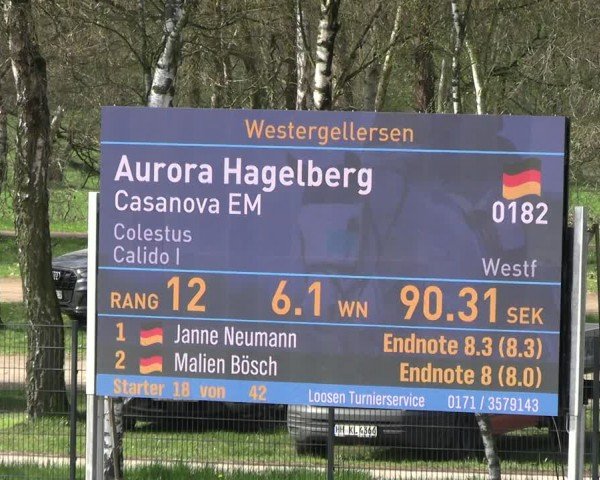 Westergellersen
Aurora Hagelberg
Casanova EM
0182
Colestus
Calido I
Westf
RANG 12 6.1 WN 90.31 SEK
1 Janne Neumann Endnote 8.3 (8.3)
2 Malien Bösch Endnote 8 (8.0)
Starter 18 von 42 Loosen Turnierservice 0171 / 3579143
HH KL4366